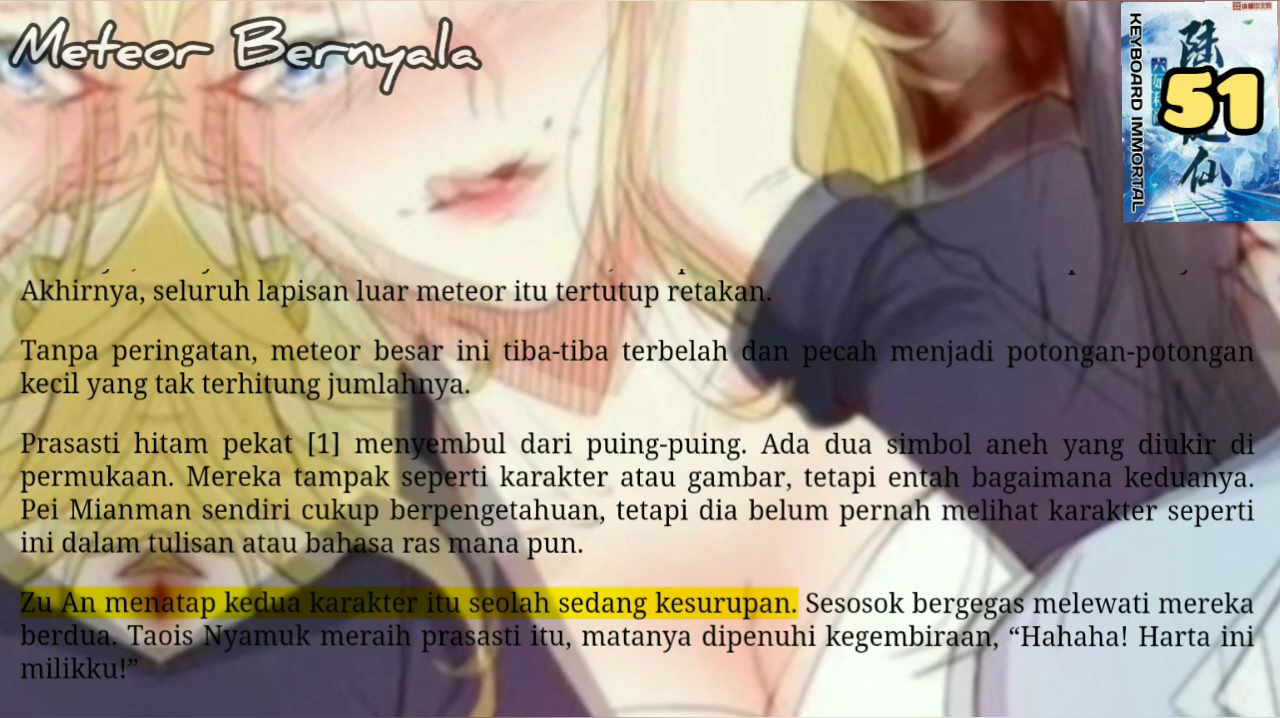 Meteor Bernyala
KEYBOARD IMMORTAL
51
陆
仙
Akhirnya, seluruh lapisan luar meteor itu tertutup retakan.
Tanpa peringatan, meteor besar ini tiba-tiba terbelah dan pecah menjadi potongan-potongan
kecil yang tak terhitung jumlahnya.
Prasasti hitam pekat [1] menyembul dari puing-puing. Ada dua simbol aneh yang diukir di
permukaan. Mereka tampak seperti karakter atau gambar, tetapi entah bagaimana keduanya.
Pei Mianman sendiri cukup berpengetahuan, tetapi dia belum pernah melihat karakter seperti
ini dalam tulisan atau bahasa ras mana pun.
Zu An menatap kedua karakter itu seolah sedang kesurupan. Sesosok bergegas melewati mereka
berdua. Taois Nyamuk meraih prasasti itu, matanya dipenuhi kegembiraan, “Hahaha! Harta ini
milikku!”